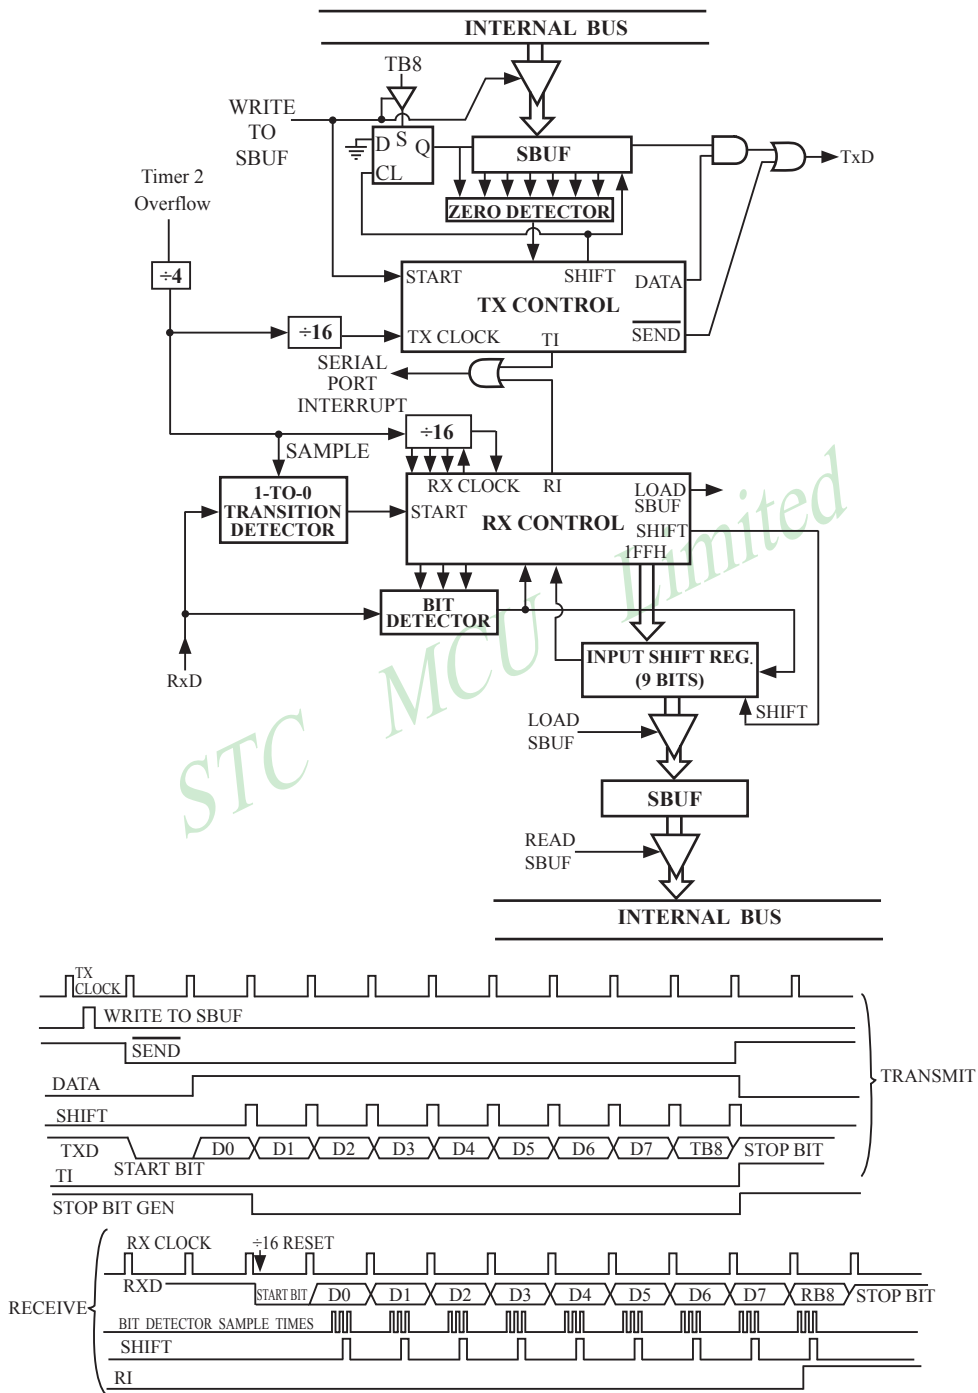 INTERNAL BUS
TB8
WRITE
TO
SBUF
D S Q
CL
SBUF
TxD
Timer 2
Overflow
ZERO DETECTOR
÷4
START
SHIFT
DATA
TX CONTROL
÷16
TX CLOCK
TI
SEND
SERIAL
PORT
INTERRUPT
÷16
SAMPLE
1-TO-0
TRANSITION
DETECTOR
RX CLOCK
RI
LOAD
SBUF
START
RX CONTROL
SHIFT
1FFH
BIT
DETECTOR
RxD
INPUT SHIFT REG.
(9 BITS)
SHIFT
LOAD
SBUF
SBUF
READ
SBUF
INTERNAL BUS
STC MCU Limited
TX
CLOCK
WRITE TO SBUF
SEND
DATA
TRANSMIT
SHIFT
TXD
START BIT
D0 D1 D2 D3 D4 D5 D6 D7 TB8
STOP BIT
TI
STOP BIT GEN
RX CLOCK
÷16 RESET
RXD
START BIT
D0 D1 D2 D3 D4 D5 D6 D7 RB8
STOP BIT
RECEIVE
BIT DETECTOR SAMPLE TIMES
SHIFT
RI